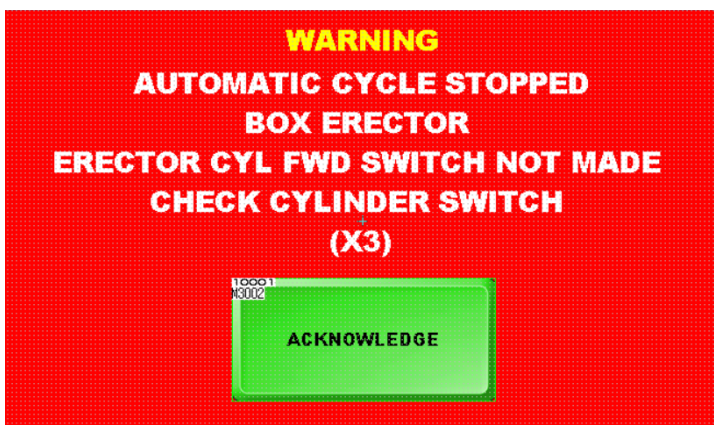 WARNING
AUTOMATIC CYCLE STOPPED
BOX ERECTOR
ERECTOR CYL FWD SWITCH NOT MADE
CHECK CYLINDER SWITCH
(X3)
10001
M3002
ACKNOWLEDGE